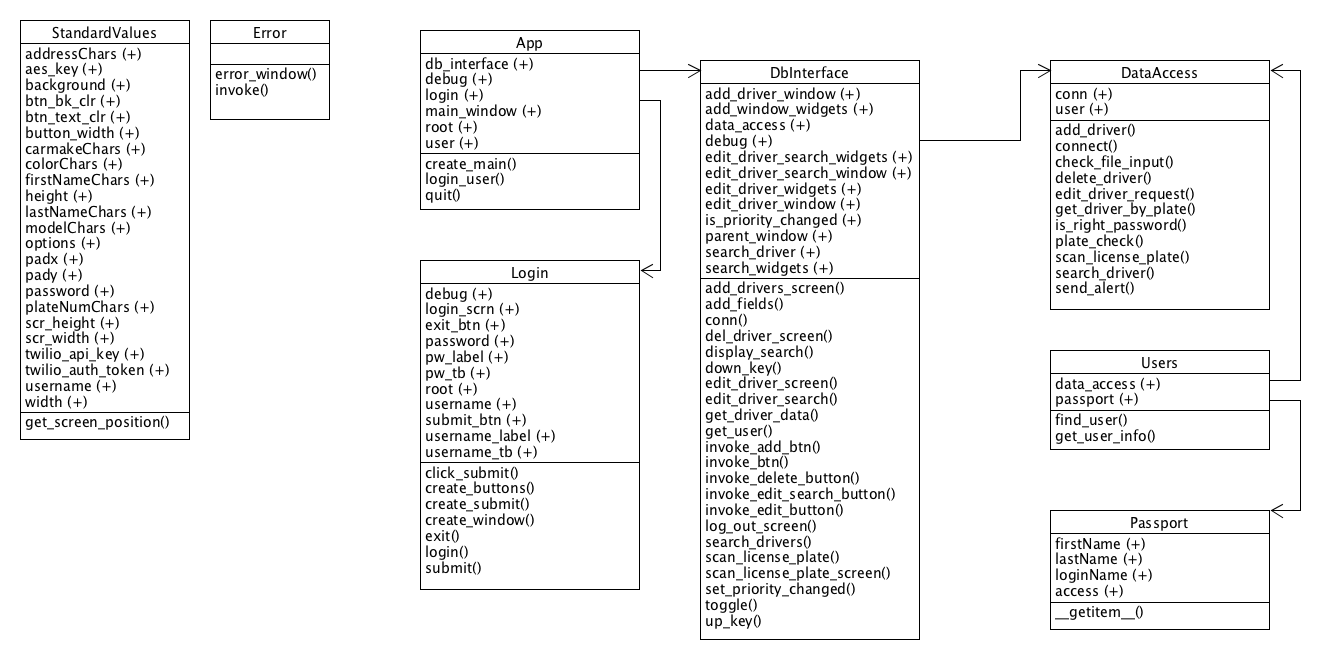 StandardValues
addressChars (+)
aes_key (+)
background (+)
btn_bk_clr (+)
btn_text_clr (+)
button_width (+)
carmakeChars (+)
colorChars (+)
firstNameChars (+)
height (+)
lastNameChars (+)
modelChars (+)
options (+)
padx (+)
pady (+)
password (+)
plateNumChars (+)
scr_height (+)
scr_width (+)
twilio_api_key (+)
twilio_auth_token (+)
username (+)
width (+)
get_screen_position()
Error
error_window()
invoke()
App
db_interface (+)
debug (+)
login (+)
main_window (+)
root (+)
user (+)
create_main()
login_user()
quit()
Login
debug (+)
login_scrn (+)
exit_btn (+)
password (+)
pw_label (+)
pw_tb (+)
root (+)
username (+)
submit_btn (+)
username_label (+)
username_tb (+)
click_submit()
create_buttons()
create_submit()
create_window()
exit()
login()
submit()
DbInterface
add_driver_window (+)
add_window_widgets (+)
data_access (+)
debug (+)
edit_driver_search_widgets (+)
edit_driver_search_window (+)
edit_driver_widgets (+)
edit_driver_window (+)
is_priority_changed (+)
parent_window (+)
search_driver (+)
search_widgets (+)
add_drivers_screen()
add_fields()
conn()
del_driver_screen()
display_search()
down_key()
edit_driver_screen()
edit_driver_search()
get_driver_data()
get_user()
invoke_add_btn()
invoke_btn()
invoke_delete_button()
invoke_edit_search_button()
invoke_edit_button()
log_out_screen()
search_drivers()
scan_license_plate()
scan_license_plate_screen()
set_priority_changed()
toggle()
up_key()
DataAccess
conn (+)
user (+)
add_driver()
connect()
check_file_input()
delete_driver()
edit_driver_request()
get_driver_by_plate()
is_right_password()
plate_check()
scan_license_plate()
search_driver()
send_alert()
Users
data_access (+)
passport (+)
find_user()
get_user_info()
Passport
firstName (+)
lastName (+)
loginName (+)
access (+)
__getitem__()